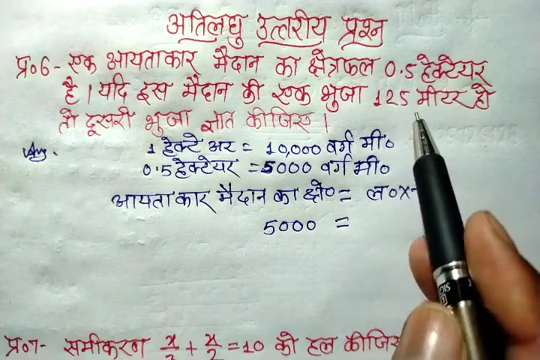 अतिलघु उत्तरीय प्रश्न
प्र०6- एक आयताकार मैदान का क्षेत्रफल 0.5 हेक्टेयर
है। यदि इस मैदान की एक भुजा 125 मीटर हो
तो दूसरी भुजा ज्ञात कीजिए।
Ans. 1 हेक्टेअर = 10,000 वर्ग मी०
0.5 हेक्टेयर = 5000 वर्ग मी०
आयताकार मैदान का क्षे० = ल०x
5000 =
प्र०7- समीकरण x/3 + x/2 = 10 को हल कीजिए